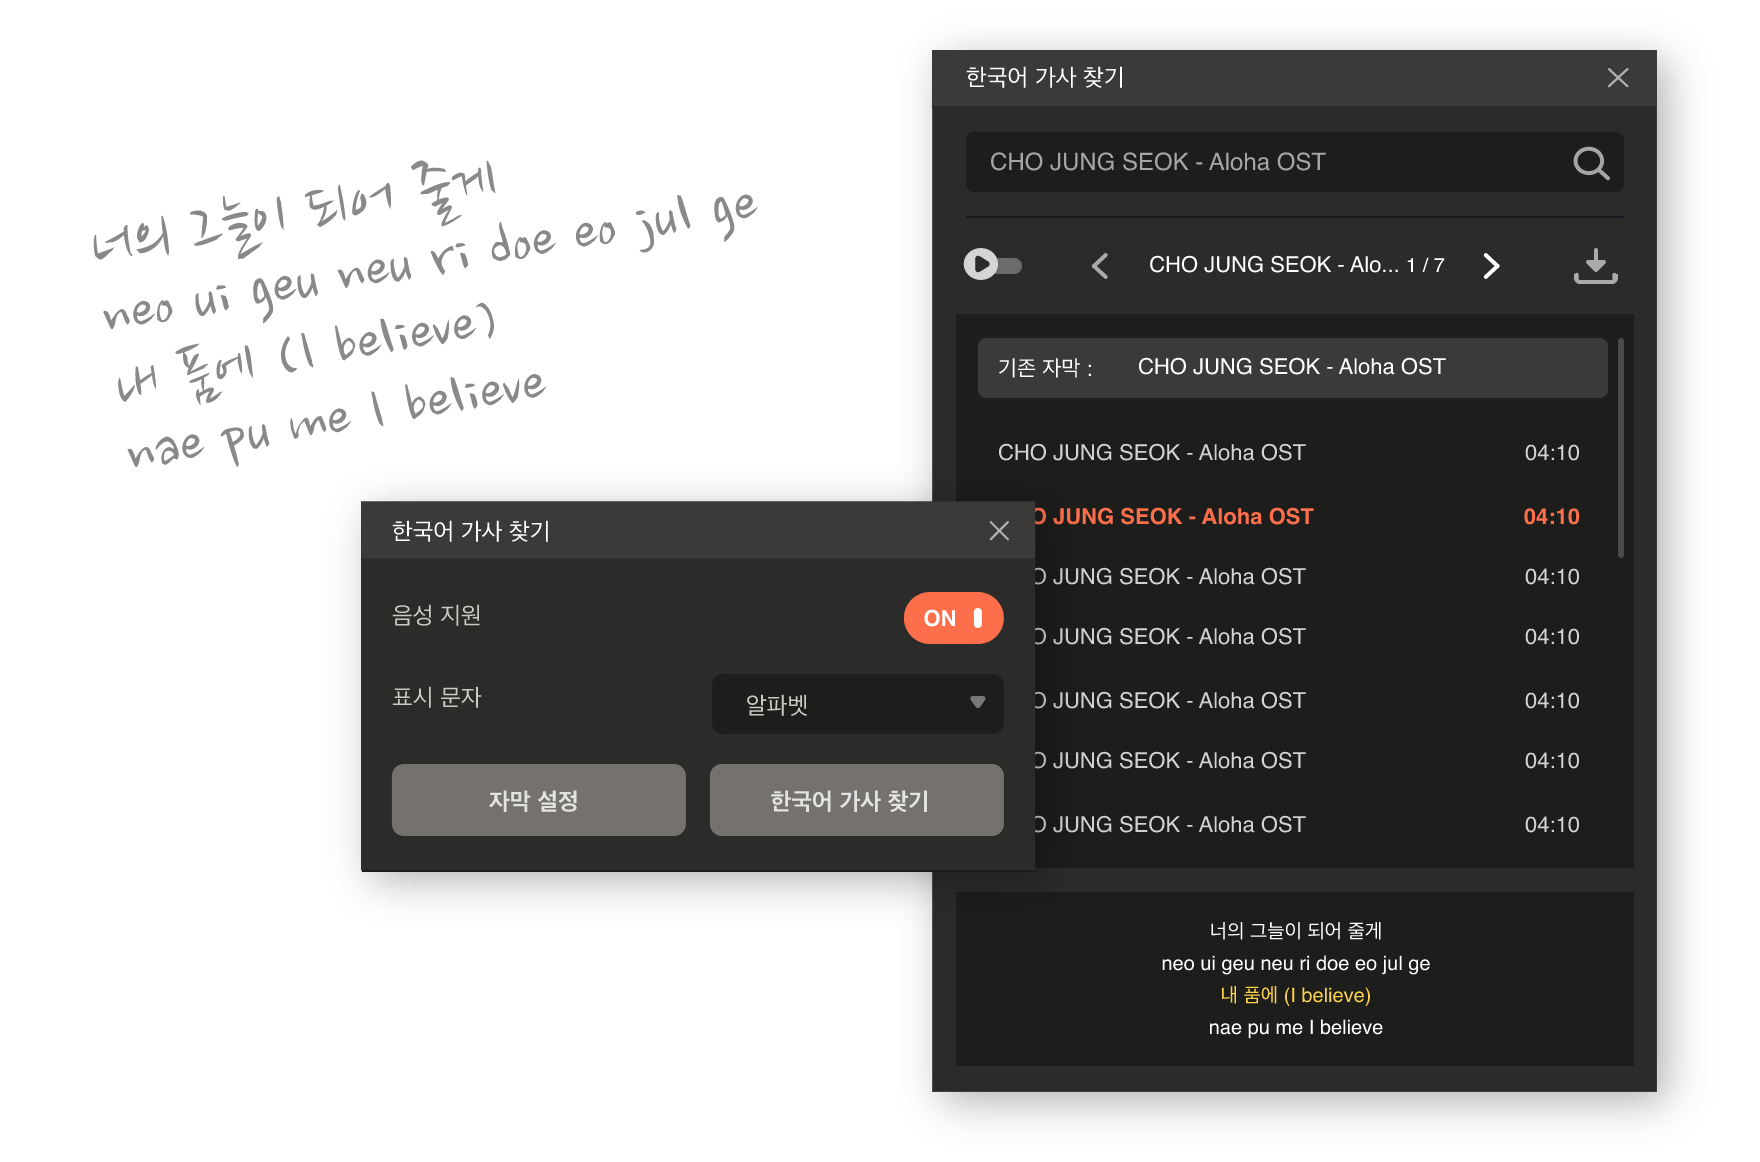 너의 그늘이 되어 줄게
neo ui geu neu ri doe eo jul ge
내 품에 (I believe)
nae pu me I believe
한국어 가사 찾기
CHO JUNG SEOK - Aloha OST
CHO JUNG SEOK - Alo... 1 / 7
기존 자막 : CHO JUNG SEOK - Aloha OST
CHO JUNG SEOK - Aloha OST 04:10
O JUNG SEOK - Aloha OST 04:10
O JUNG SEOK - Aloha OST 04:10
O JUNG SEOK - Aloha OST 04:10
O JUNG SEOK - Aloha OST 04:10
O JUNG SEOK - Aloha OST 04:10
O JUNG SEOK - Aloha OST 04:10
너의 그늘이 되어 줄게
neo ui geu neu ri doe eo jul ge
내 품에 (I believe)
nae pu me I believe
한국어 가사 찾기
음성 지원 ON
표시 문자 알파벳
자막 설정 한국어 가사 찾기